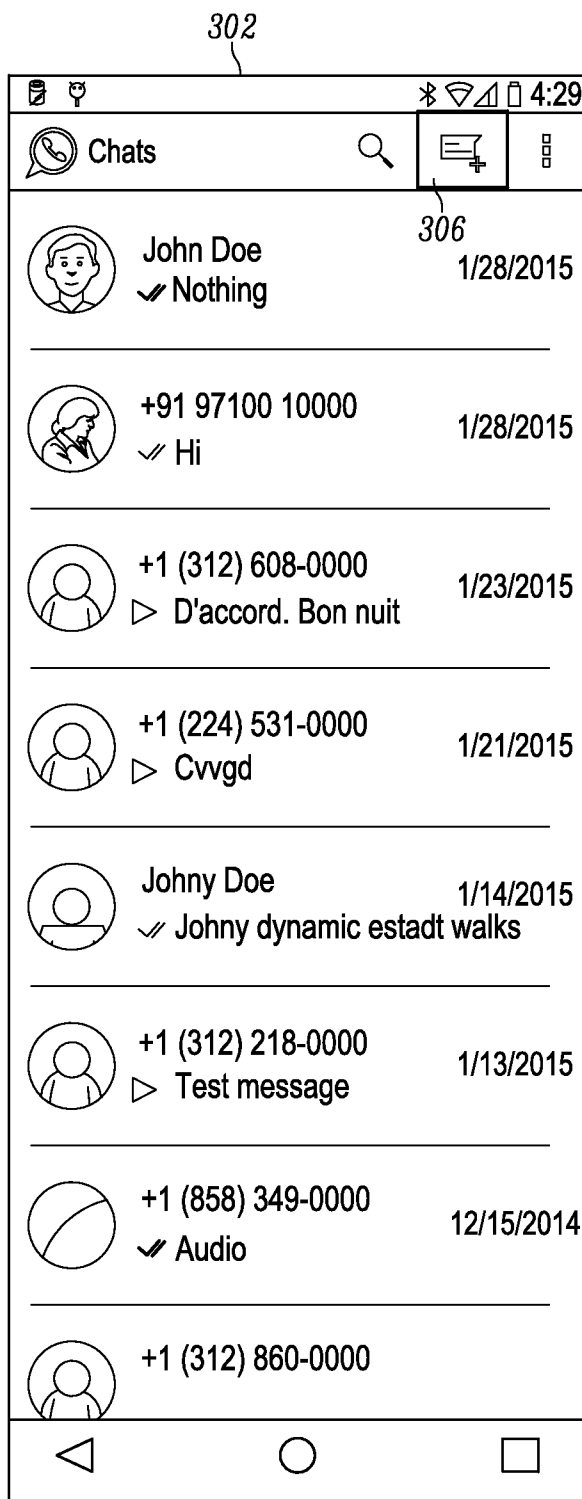 302
4:29
Chats
306
John Doe
1/28/2015
Nothing
+91 97100 10000
1/28/2015
Hi
+1 (312) 608-0000
1/23/2015
D'accord. Bon nuit
+1 (224) 531-0000
1/21/2015
Cvvgd
Johny Doe
1/14/2015
Johny dynamic estadt walks
+1 (312) 218-0000
1/13/2015
Test message
+1 (858) 349-0000
12/15/2014
Audio
+1 (312) 860-0000